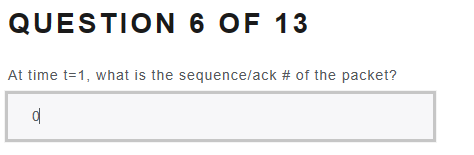 QUESTION 6 OF 13
At time t=1, what is the sequence/ack # of the packet?
0